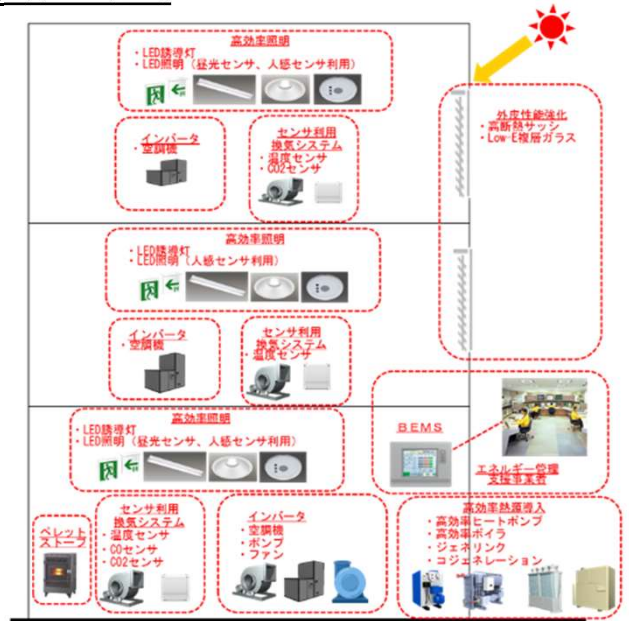 高効率照明
・LED誘導灯
・LED照明（昼光センサ、人感センサ利用）
インバータ
・空調機
センサ利用
換気システム
・温度センサ
・CO2センサ
外皮性能強化
・高断熱サッシ
・Low-E複層ガラス
高効率照明
・LED誘導灯
・LED照明（人感センサ利用）
インバータ
・空調機
センサ利用
換気システム
・温度センサ
高効率照明
・LED誘導灯
・LED照明（昼光センサ、人感センサ利用）
BEMS
エネルギー管理
支援事業者
ペレット
ストーブ
センサ利用
換気システム
・温度センサ
・COセンサ
・CO2センサ
インバータ
・空調機
・ポンプ
・ファン
高効率熱源導入
・高効率ヒートポンプ
・高効率ボイラ
・ジェネリンク
・コジェネレーション